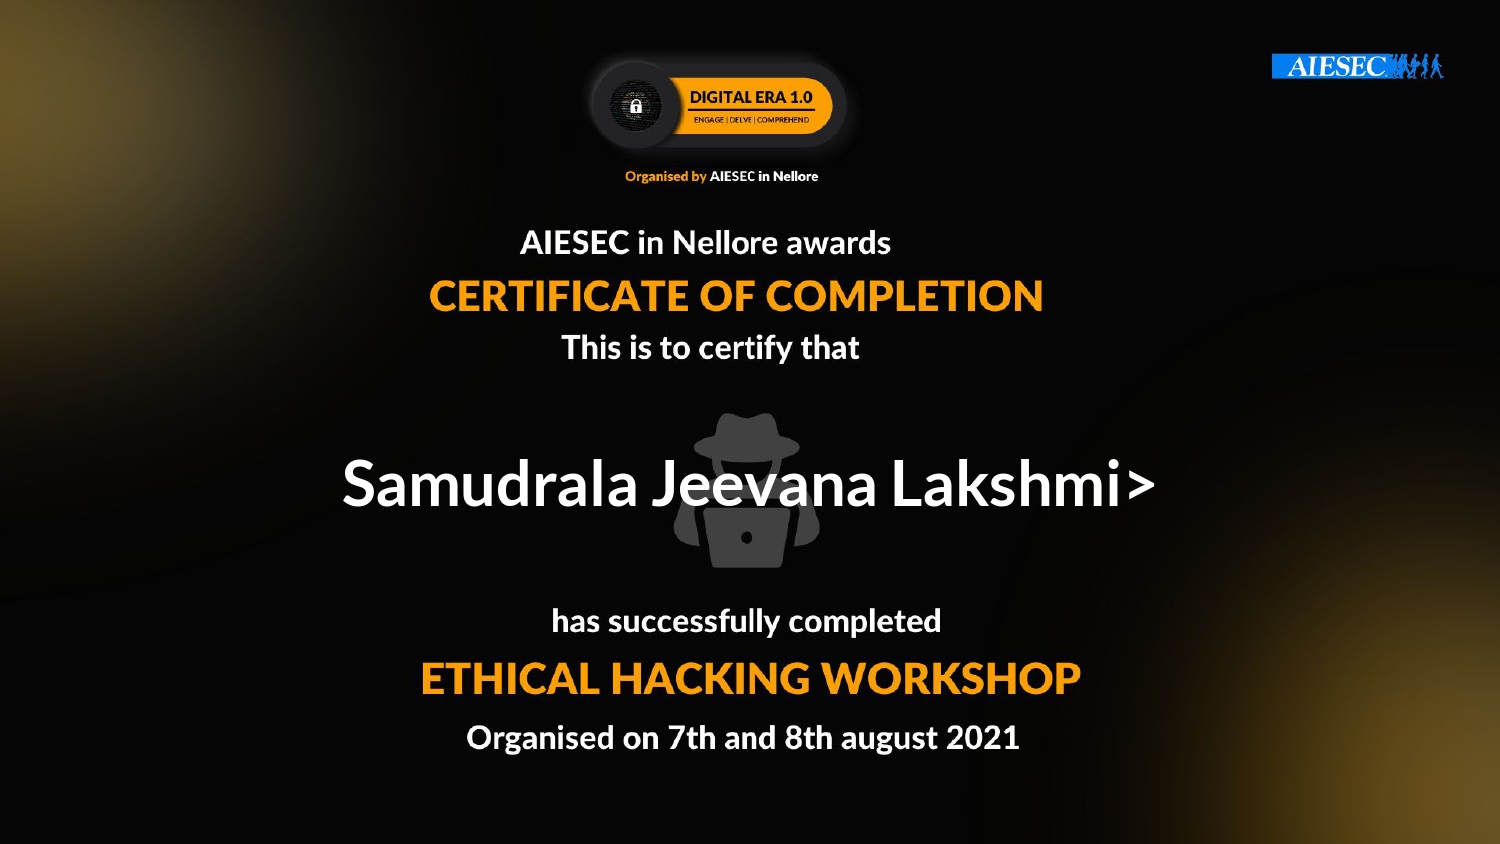 AIESEC
DIGITAL ERA 1.0
ENGAGE | DELVE | COMPREHEND
Organised by AIESEC in Nellore
AIESEC in Nellore awards
CERTIFICATE OF COMPLETION
This is to certify that
Samudrala Jeevana Lakshmi>
has successfully completed
ETHICAL HACKING WORKSHOP
Organised on 7th and 8th august 2021